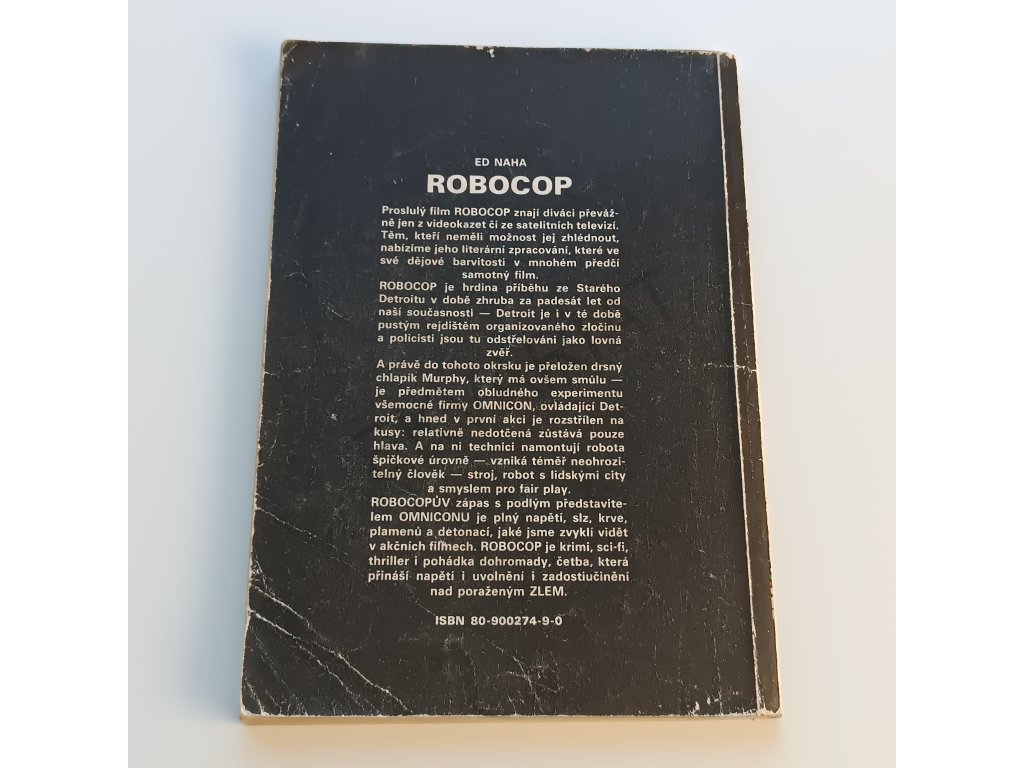 ED NAHA
ROBOCOP
Proslulý film ROBOCOP znají diváci převáž-
ně jen z videokazet či ze satelitních televizí.
Těm, kteří neměli možnost jej zhlédnout,
nabízíme jeho literární zpracování, které ve
své dějové barvitosti v mnohém předčí
samotný film.
ROBOCOP je hrdina příběhu ze Starého
Detroitu v době zhruba za padesát let od
naší současnosti — Detroit je i v té době
pustým rejdištěm organizovaného zločinu
a policisti jsou tu odstřelováni jako lovná
zvěř.
A právě do tohoto okrsku je přeložen drsný
chlapík Murphy, který má ovšem smůlu —
je předmětem obludného experimentu
všemocné firmy OMNICON, ovládající Det-
roit, a hned v první akci je rozstřílen na
kusy: relativně nedotčená zůstává pouze
hlava. A na ni technici namontují robota
špičkové úrovně — vzniká téměř neohrozi-
telný člověk — stroj, robot s lidskými city
a smyslem pro fair play.
ROBOCOPŮV zápas s podlým představite-
lem OMNICONU je plný napětí, slz, krve,
plamenů a detonací, jaké jsme zvyklí vidět
v akčních filmech. ROBOCOP je krimi, sci-fi,
thriller i pohádka dohromady, četba, která
přináší napětí i uvolnění i zadostiučinění
nad poraženým ZLEM.
ISBN 80-900274-9-0